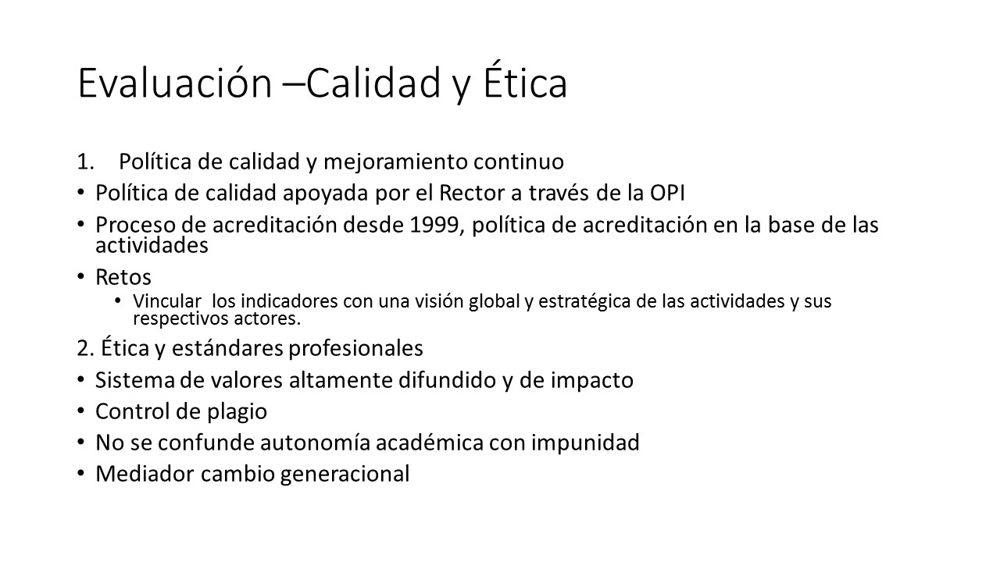 Evaluación –Calidad y Ética
1. Política de calidad y mejoramiento continuo
• Política de calidad apoyada por el Rector a través de la OPI
• Proceso de acreditación desde 1999, política de acreditación en la base de las
actividades
• Retos
• Vincular los indicadores con una visión global y estratégica de las actividades y sus
respectivos actores.
2. Ética y estándares profesionales
• Sistema de valores altamente difundido y de impacto
• Control de plagio
• No se confunde autonomía académica con impunidad
• Mediador cambio generacional